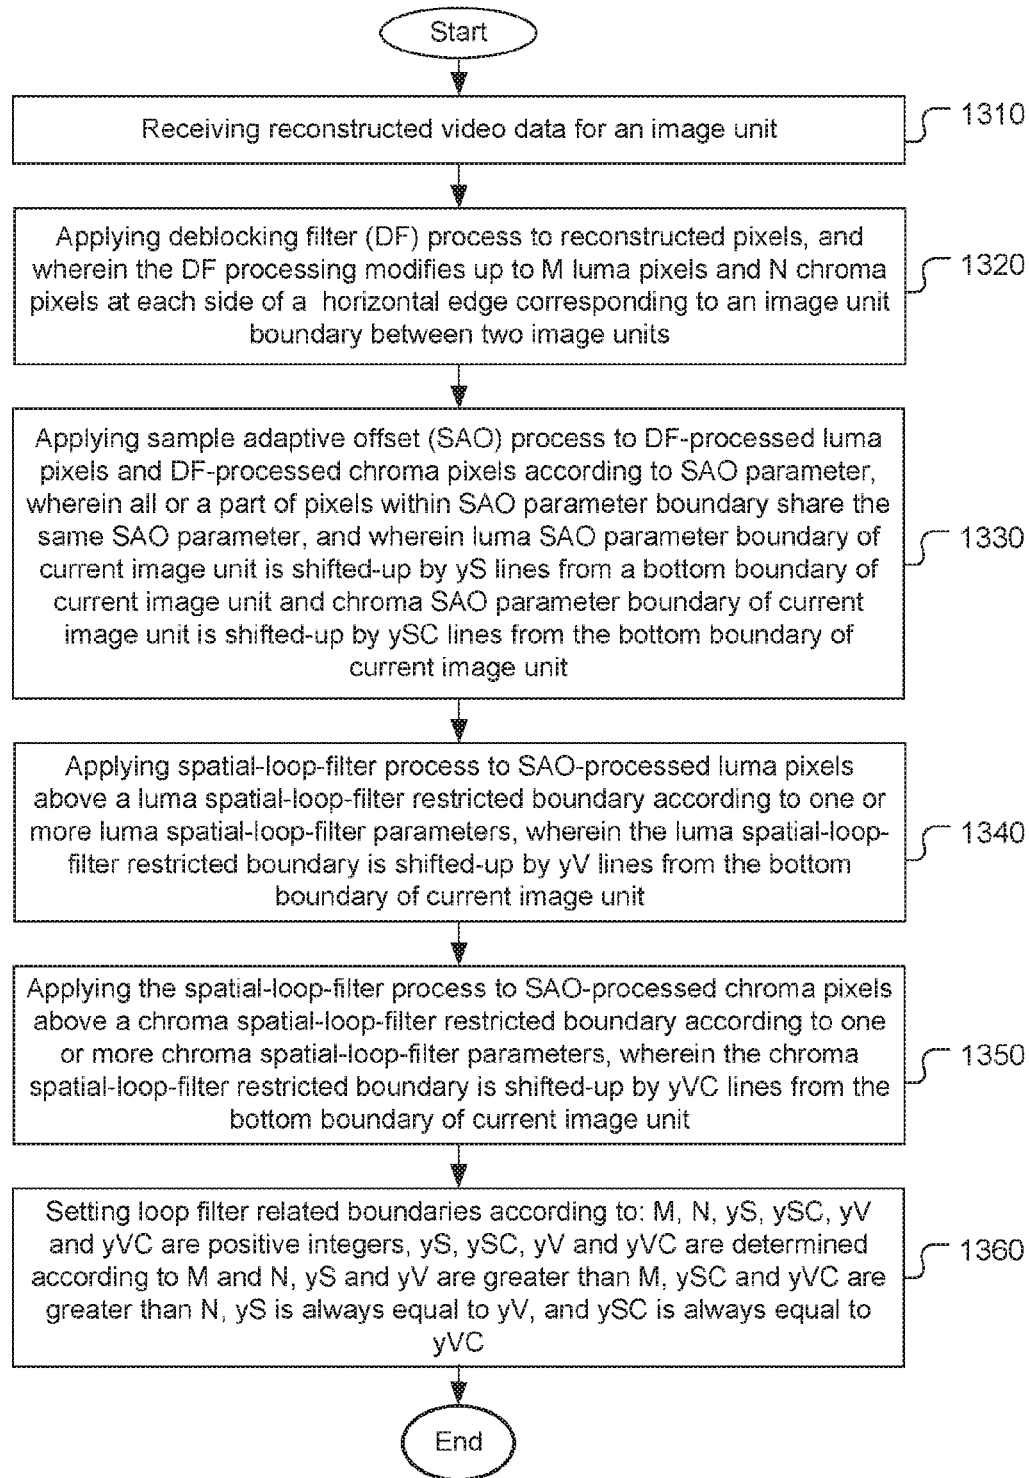 Start
Receiving reconstructed video data for an image unit
1310
Applying deblocking filter (DF) process to reconstructed pixels, and
wherein the DF processing modifies up to M luma pixels and N chroma
pixels at each side of a horizontal edge corresponding to an image unit
boundary between two image units
1320
Applying sample adaptive offset (SAO) process to DF-processed luma
pixels and DF-processed chroma pixels according to SAO parameter,
wherein all or a part of pixels within SAO parameter boundary share the
same SAO parameter, and wherein luma SAO parameter boundary of
current image unit is shifted-up by yS lines from a bottom boundary of
current image unit and chroma SAO parameter boundary of current
image unit is shifted-up by ySC lines from the bottom boundary of
current image unit
1330
Applying spatial-loop-filter process to SAO-processed luma pixels
above a luma spatial-loop-filter restricted boundary according to one or
more luma spatial-loop-filter parameters, wherein the luma spatial-loop-
filter restricted boundary is shifted-up by yV lines from the bottom
boundary of current image unit
1340
Applying the spatial-loop-filter process to SAO-processed chroma pixels
above a chroma spatial-loop-filter restricted boundary according to one
or more chroma spatial-loop-filter parameters, wherein the chroma
spatial-loop-filter restricted boundary is shifted-up by yVC lines from the
bottom boundary of current image unit
1350
Setting loop filter related boundaries according to: M, N, yS, ySC, yV
and yVC are positive integers, yS, ySC, yV and yVC are determined
according to M and N, yS and yV are greater than M, ySC and yVC are
greater than N, yS is always equal to yV, and ySC is always equal to
yVC
1360
End